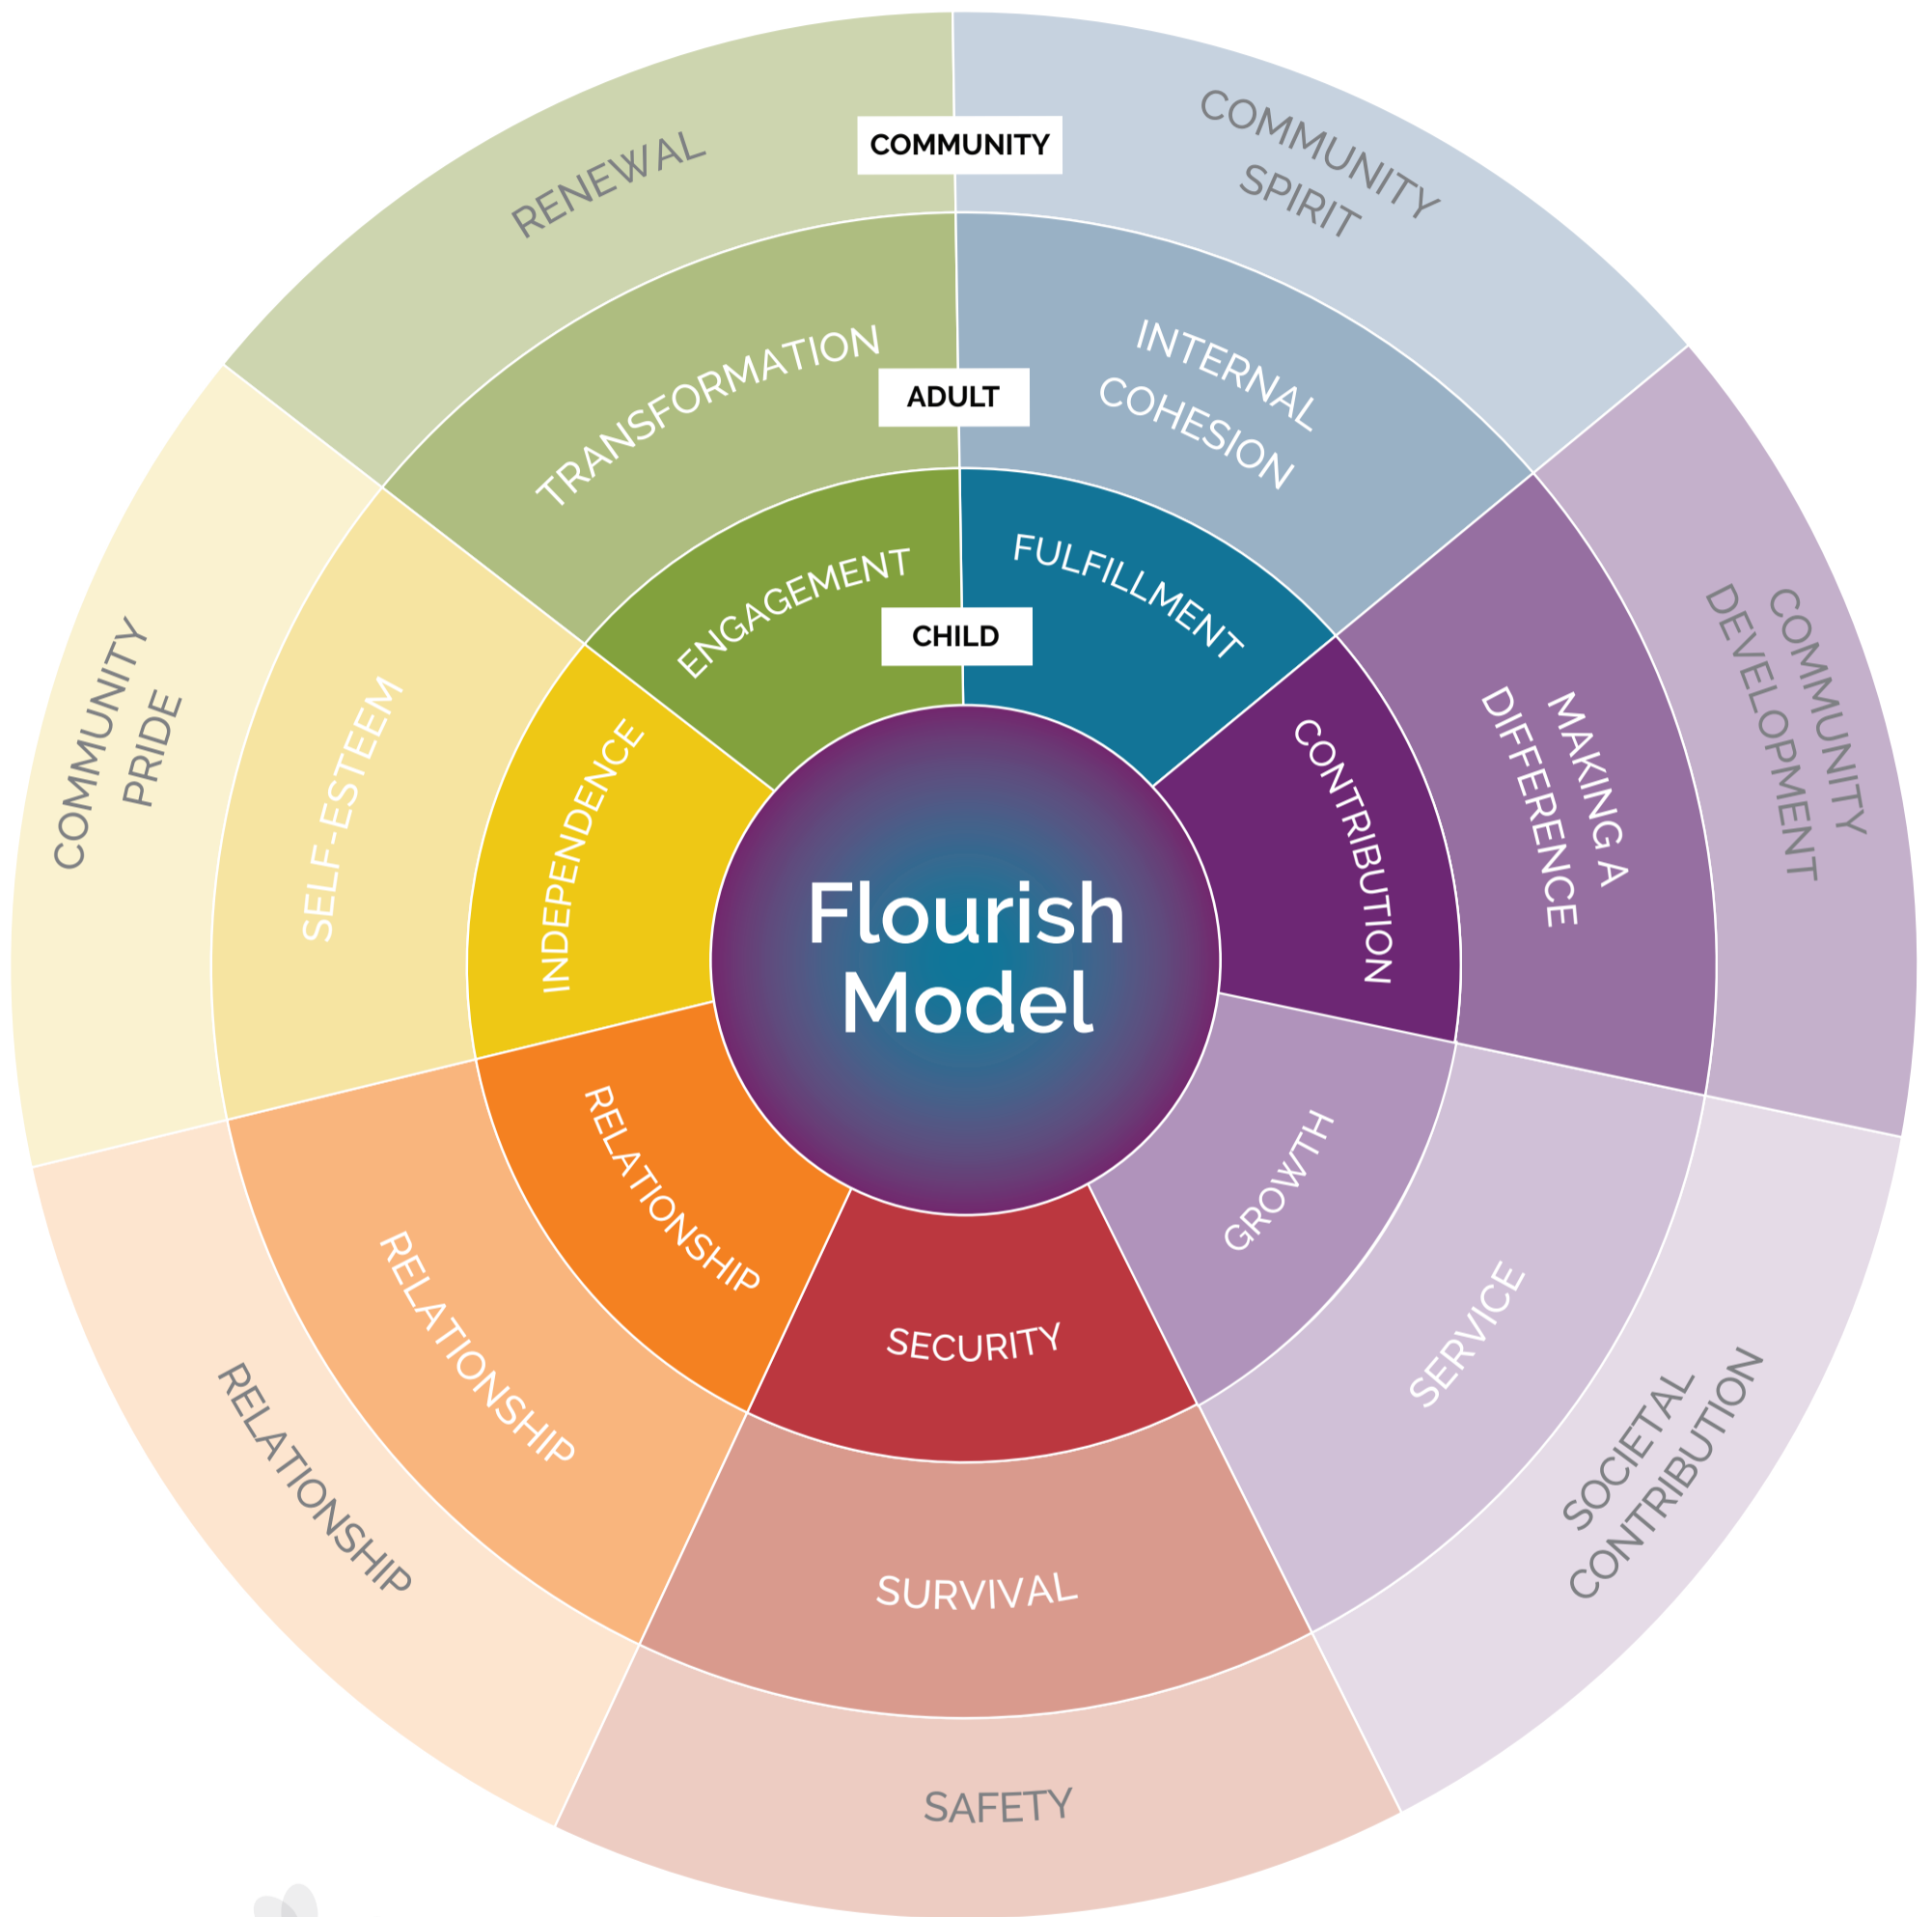 COMMUNITY
RENEWAL
COMMUNITY
SPIRIT
COMMUNITY
DEVELOPMENT
SOCIETAL
CONTRIBUTION
SAFETY
RELATIONSHIP
COMMUNITY
PRIDE
ADULT
TRANSFORMATION
INTERNAL
COHESION
MAKING A
DIFFERENCE
SERVICE
SURVIVAL
RELATIONSHIP
SELF-ESTEEM
CHILD
ENGAGEMENT
FULFILLMENT
CONTRIBUTION
GROWTH
SECURITY
RELATIONSHIP
INDEPENDENCE
Flourish
Model